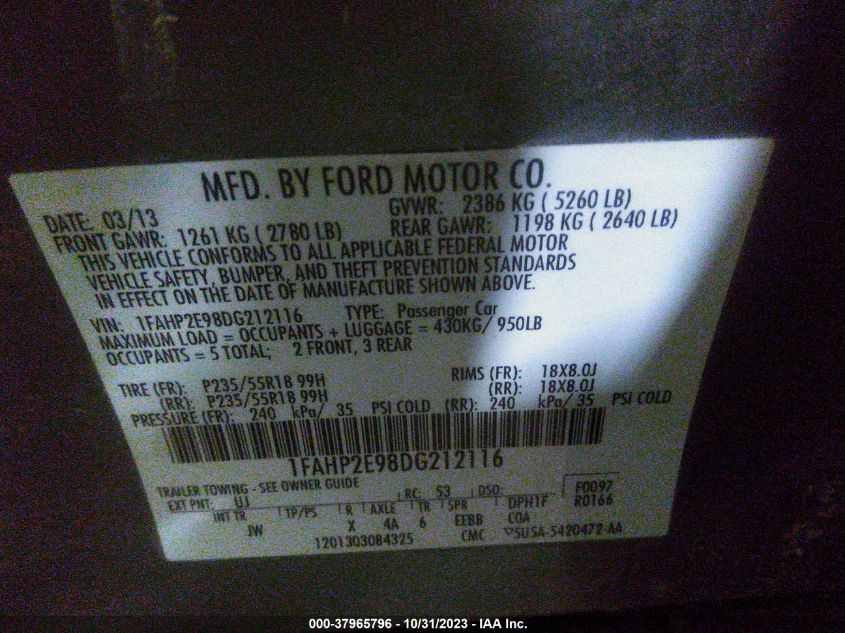 MFD. BY FORD MOTOR CO.
DATE: 03/13 GVWR: 2386 KG ( 5260 LB)
FRONT GAWR: 1261 KG ( 2780 LB) REAR GAWR: 1198 KG ( 2640 LB)
THIS VEHICLE CONFORMS TO ALL APPLICABLE FEDERAL MOTOR
VEHICLE SAFETY, BUMPER, AND THEFT PREVENTION STANDARDS
IN EFFECT ON THE DATE OF MANUFACTURE SHOWN ABOVE.
VIN: 1FAHP2E98DG212116 TYPE: Passenger Car
MAXIMUM LOAD = OCCUPANTS + LUGGAGE = 430KG/ 950LB
OCCUPANTS = 5 TOTAL; 2 FRONT, 3 REAR
TIRE (FR): P235/55R18 99H RIMS (FR): 18X8.0J
(RR): P235/55R18 99H (RR): 18X8.0J
PRESSURE (FR): 240 kPa/ 35 PSI COLD (RR): 240 kPa/ 35 PSI COLD
1FAHP2E98DG212116
TRAILER TOWING - SEE OWNER GUIDE
EXT PNT: UJ RC: 53 DSO: F0097
INT TR TP/PS R AXLE TR SPR DPH1F R0166
JW X 4A 6 EEBB COA
1201303084325 CMC ▽5U5A-5420472-AA
000-37965796 - 10/31/2023 - IAA Inc.